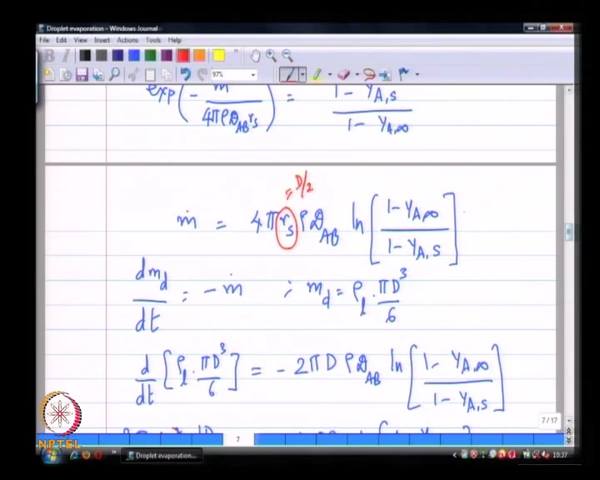 Droplet evaporation - Windows Journal
File Edit View Insert Actions Tools Help
97%
exp(- ṁ / 4πρD_AB r_s) = 1 - Y_A,s / 1 - Y_A,∞
= D/2
ṁ = 4π r_s ρ D_AB ln [1 - Y_A,∞ / 1 - Y_A,s]
dm_d / dt = - ṁ ; m_d = ρ_l . πD³ / 6
d/dt [ρ_l . πD³ / 6] = - 2πD ρ D_AB ln [1 - Y_A,∞ / 1 - Y_A,s]
7/17
NPTEL
7
Droplet evaporation...
10:37